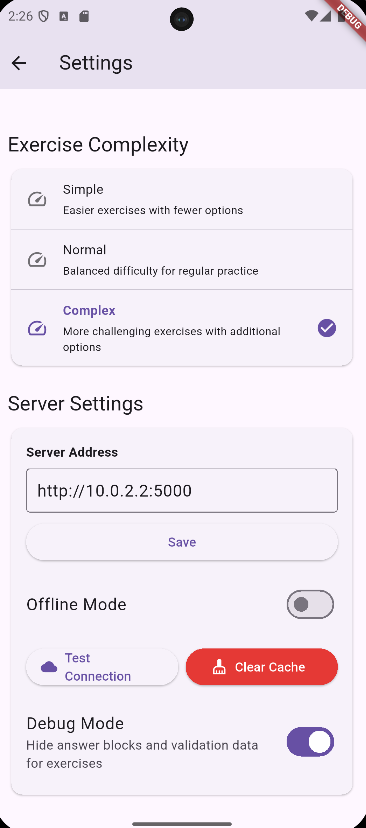 2:26
DEBUG
Settings
Exercise Complexity
Simple
Easier exercises with fewer options
Normal
Balanced difficulty for regular practice
Complex
More challenging exercises with additional
options
Server Settings
Server Address
http://10.0.2.2:5000
Save
Offline Mode
Test
Connection
Clear Cache
Debug Mode
Hide answer blocks and validation data
for exercises